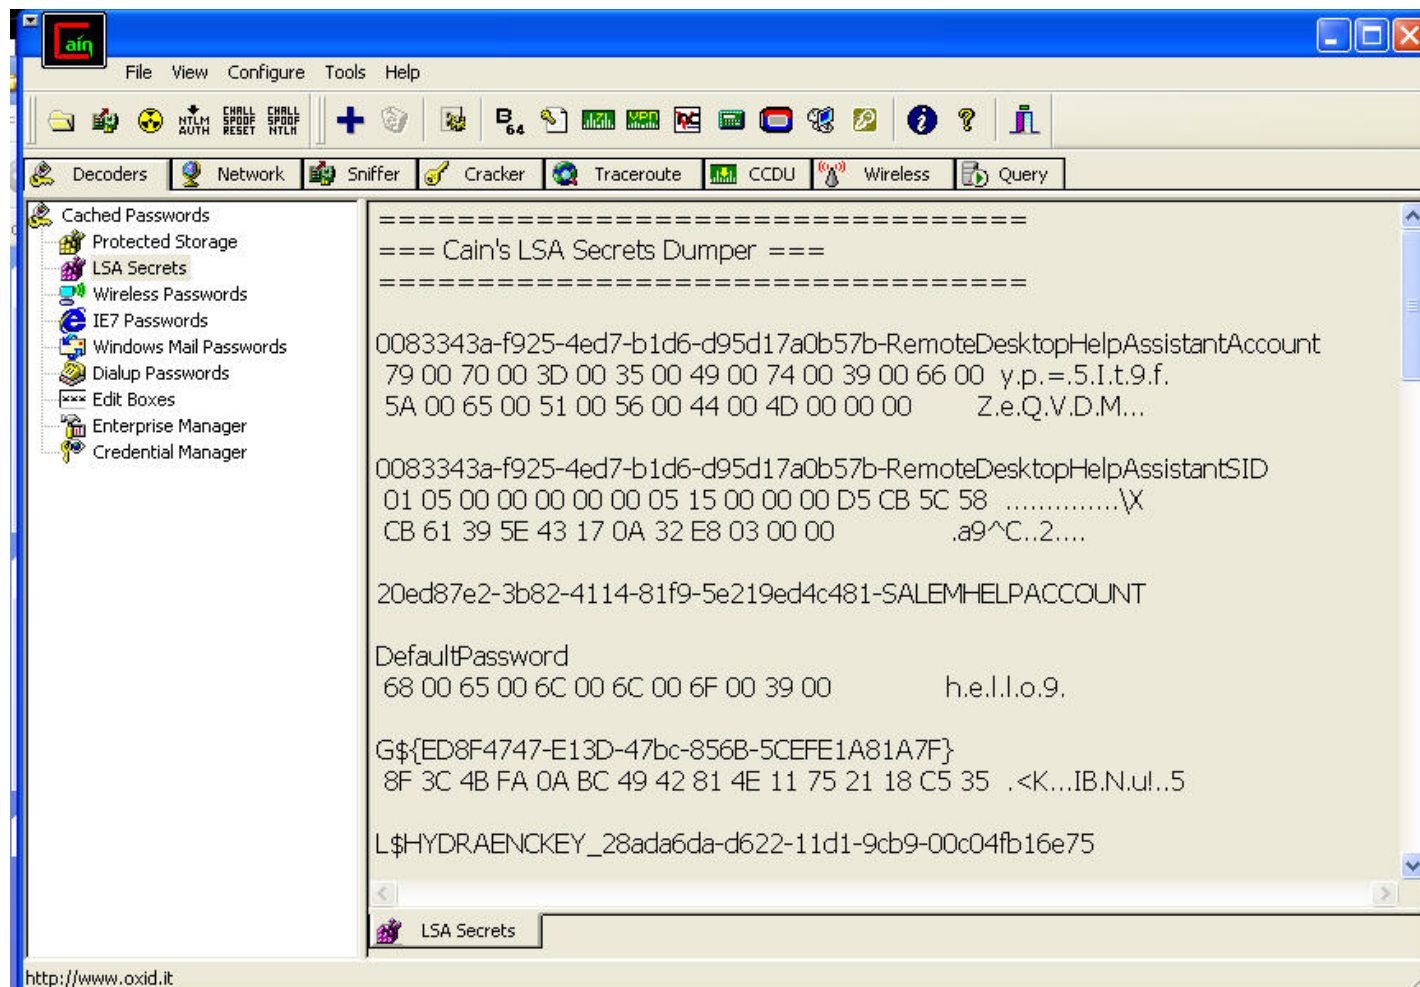 Cain
File View Configure Tools Help
NTLM AUTH CHALL SPOOF RESET CHALL SPOOF NTLM B64 VPN
Decoders Network Sniffer Cracker Traceroute CCDU Wireless Query
Cached Passwords
Protected Storage
LSA Secrets
Wireless Passwords
IE7 Passwords
Windows Mail Passwords
Dialup Passwords
Edit Boxes
Enterprise Manager
Credential Manager
=================================
=== Cain's LSA Secrets Dumper ===
=================================
0083343a-f925-4ed7-b1d6-d95d17a0b57b-RemoteDesktopHelpAssistantAccount
79 00 70 00 3D 00 35 00 49 00 74 00 39 00 66 00 y.p.=.5.I.t.9.f.
5A 00 65 00 51 00 56 00 44 00 4D 00 00 00 Z.e.Q.V.D.M...
0083343a-f925-4ed7-b1d6-d95d17a0b57b-RemoteDesktopHelpAssistantSID
01 05 00 00 00 00 00 05 15 00 00 00 D5 CB 5C 58 ..............\X
CB 61 39 5E 43 17 0A 32 E8 03 00 00 .a9^C..2....
20ed87e2-3b82-4114-81f9-5e219ed4c481-SALEMHELPACCOUNT
DefaultPassword
68 00 65 00 6C 00 6C 00 6F 00 39 00 h.e.l.l.o.9.
G${ED8F4747-E13D-47bc-856B-5CEFE1A81A7F}
8F 3C 4B FA 0A BC 49 42 81 4E 11 75 21 18 C5 35 .<K...IB.N.u!..5
L$HYDRAENCKEY_28ada6da-d622-11d1-9cb9-00c04fb16e75
LSA Secrets
http://www.oxid.it